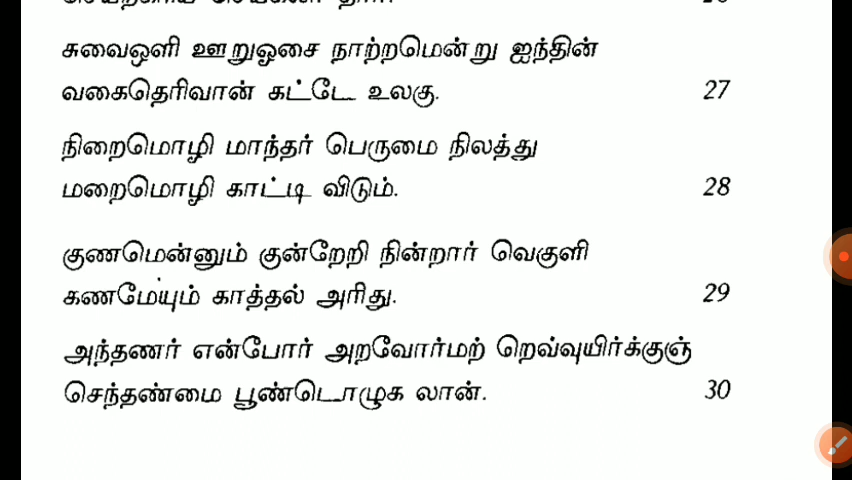 சுவைஒளி ஊறுஓசை நாற்றமென்று ஐந்தின்
வகைதெரிவான் கட்டே உலகு. 27
நிறைமொழி மாந்தர் பெருமை நிலத்து
மறைமொழி காட்டி விடும். 28
குணமென்னும் குன்றேறி நின்றார் வெகுளி
கணமேயும் காத்தல் அரிது. 29
அந்தணர் என்போர் அறவோர்மற் றெவ்வுயிர்க்குஞ்
செந்தண்மை பூண்டொழுக லான். 30